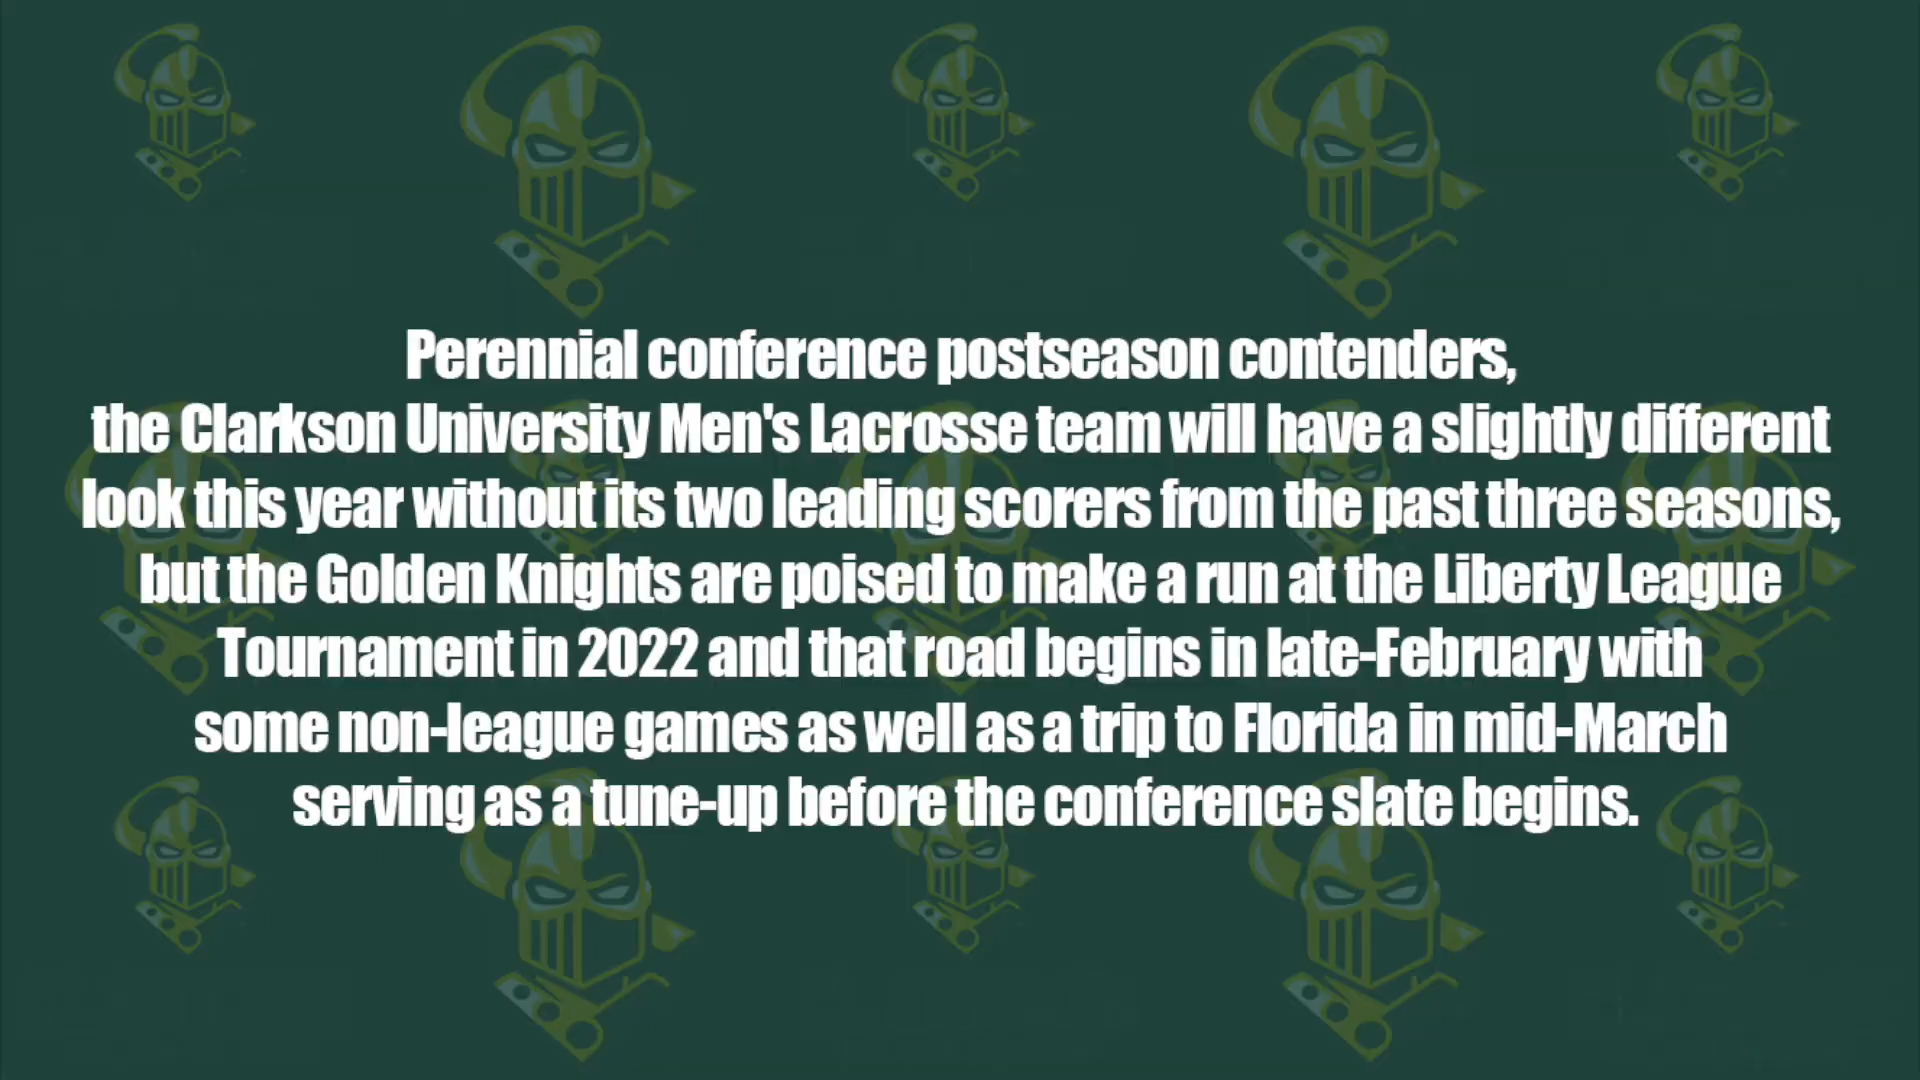 Perennial conference postseason contenders,
the Clarkson University Men's Lacrosse team will have a slightly different
look this year without its two leading scorers from the past three seasons,
but the Golden Knights are poised to make a run at the Liberty League
Tournament in 2022 and that road begins in late-February with
some non-league games as well as a trip to Florida in mid-March
serving as a tune-up before the conference slate begins.